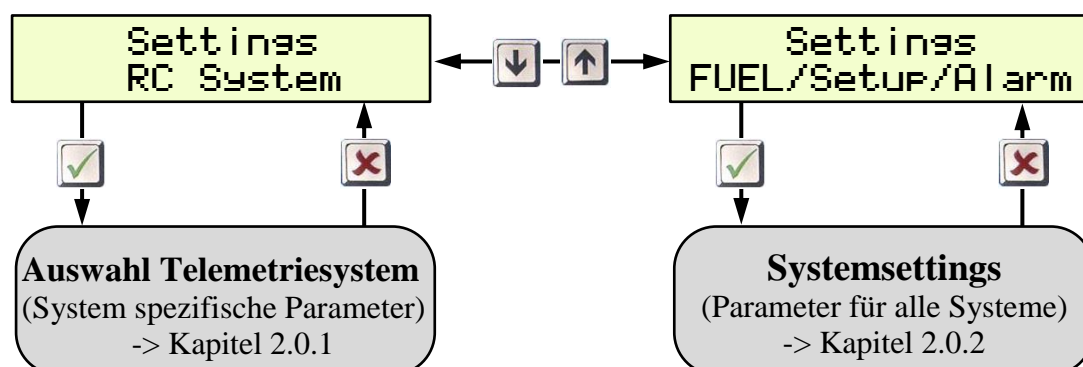 Settings
RC System
Settings
FUEL/Setup/Alarm
Auswahl Telemetriesystem
(System spezifische Parameter)
-> Kapitel 2.0.1
Systemsettings
(Parameter für alle Systeme)
-> Kapitel 2.0.2